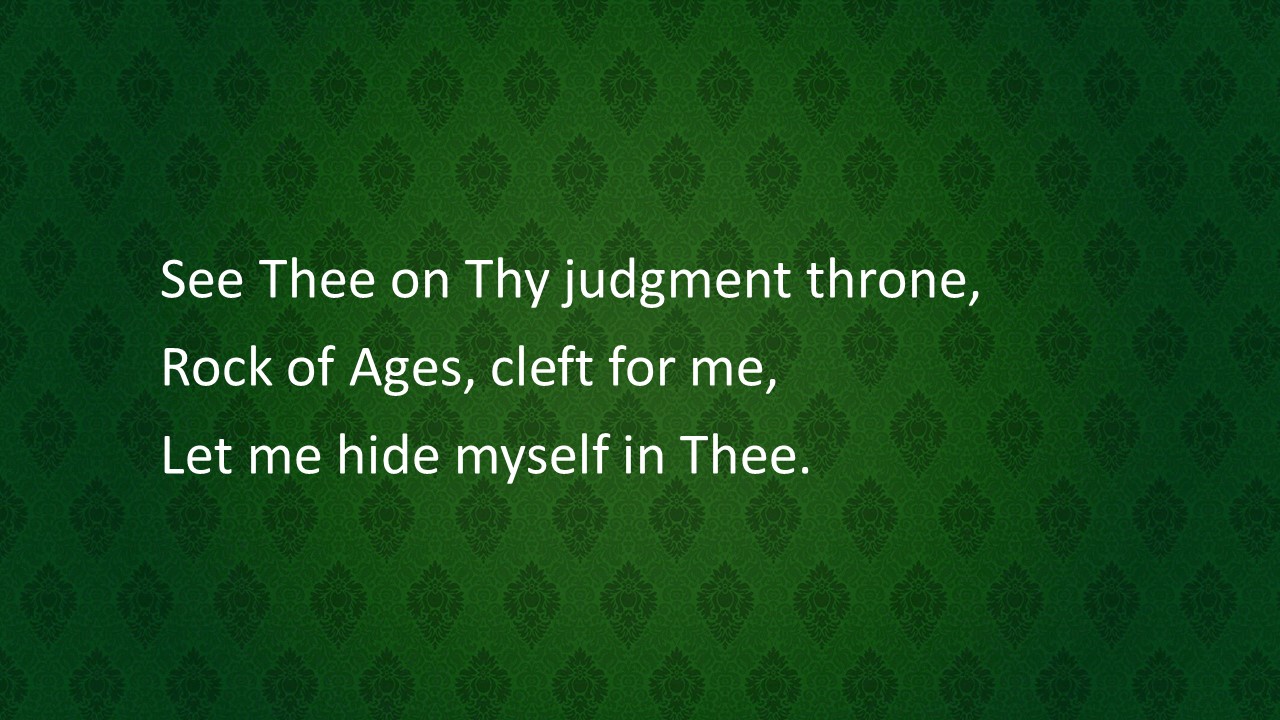 See Thee on Thy judgment throne,
Rock of Ages, cleft for me,
Let me hide myself in Thee.